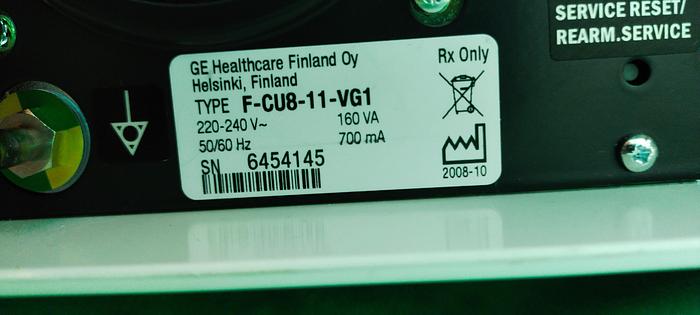 SERVICE RESET/
REARM.SERVICE
GE Healthcare Finland Oy
Helsinki, Finland
TYPE F-CU8-11-VG1
220-240 V~ 160 VA
50/60 Hz 700 mA
SN 6454145
Rx Only
2008-10